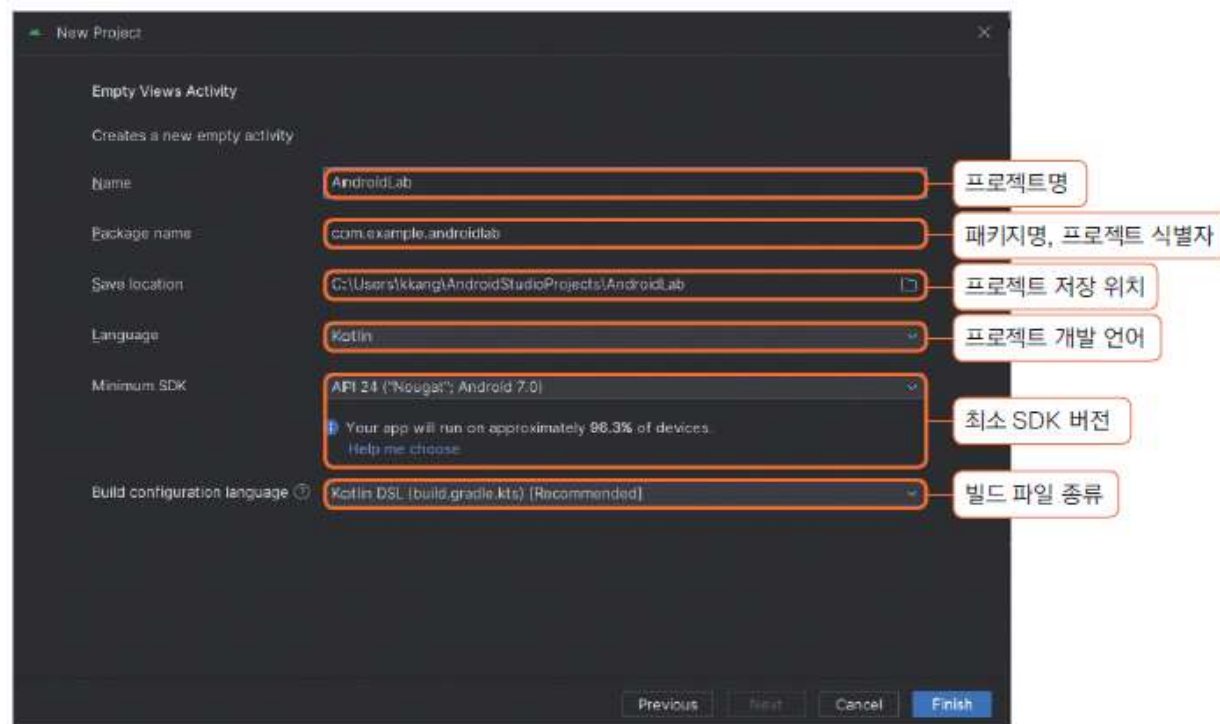 New Project
Empty Views Activity
Creates a new empty activity
Name
AndroidLab
프로젝트명
Package name
com.example.androidlab
패키지명, 프로젝트 식별자
Save location
C:\Users\kkang\AndroidStudioProjects\AndroidLab
프로젝트 저장 위치
Language
Kotlin
프로젝트 개발 언어
Minimum SDK
API 24 ("Nougat"; Android 7.0)
Your app will run on approximately 96.3% of devices.
Help me choose
최소 SDK 버전
Build configuration language
Kotlin DSL (build.gradle.kts) [Recommended]
빌드 파일 종류
Previous
Next
Cancel
Finish